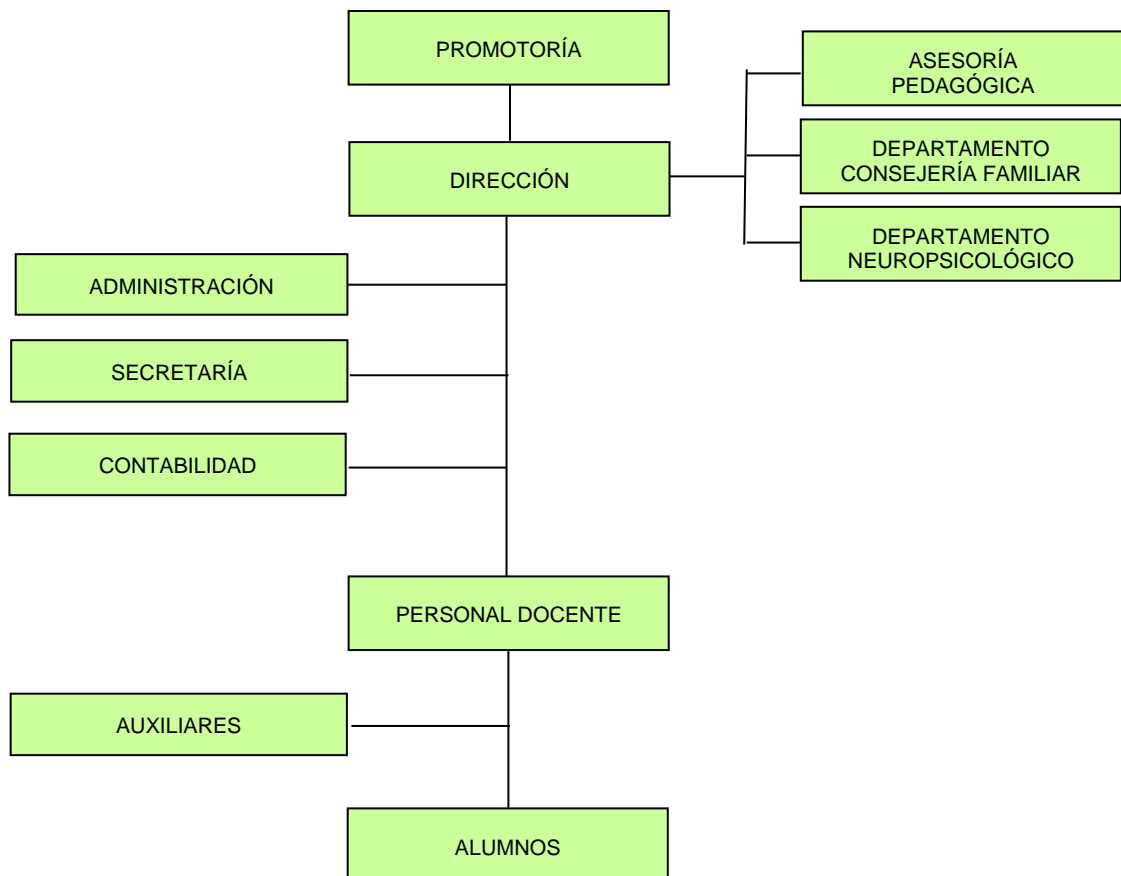 PROMOTORÍA
ASESORÍA
PEDAGÓGICA
DIRECCIÓN
DEPARTAMENTO
CONSEJERÍA FAMILIAR
DEPARTAMENTO
NEUROPSICOLÓGICO
ADMINISTRACIÓN
SECRETARÍA
CONTABILIDAD
PERSONAL DOCENTE
AUXILIARES
ALUMNOS